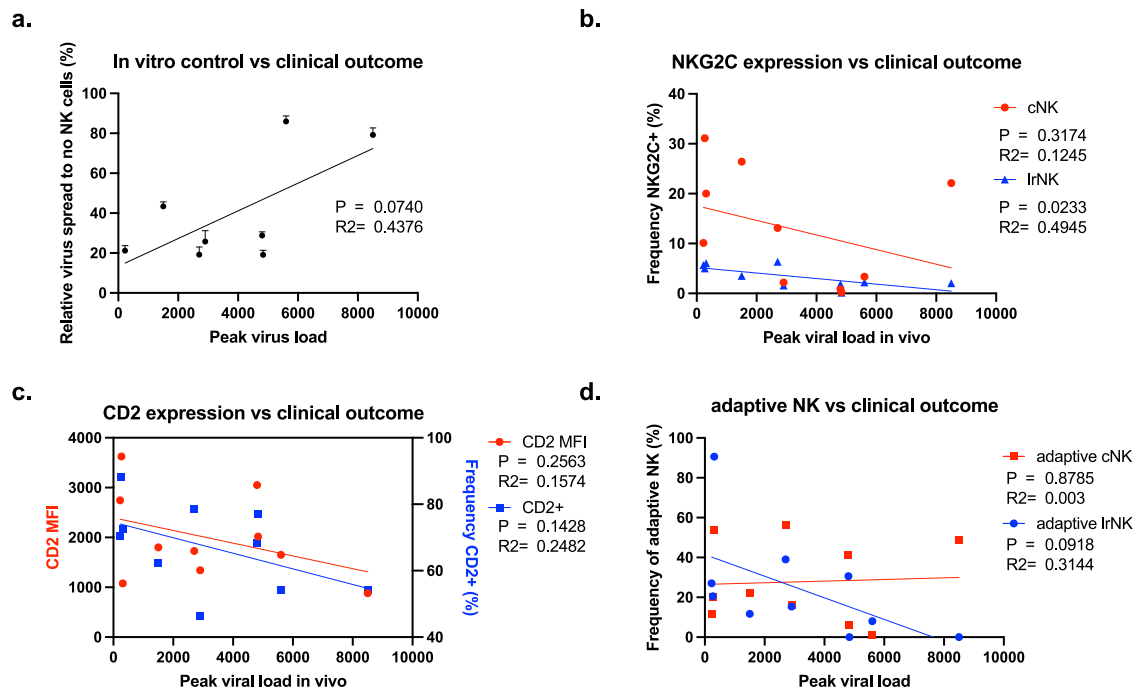 a.
In vitro control vs clinical outcome
Relative virus spread to no NK cells (%)
100
80
60
40
20
0
P = 0.0740
R2= 0.4376
0 2000 4000 6000 8000 10000
Peak virus load
b.
NKG2C expression vs clinical outcome
Frequency NKG2C+ (%)
40
30
20
10
0
0 2000 4000 6000 8000 10000
Peak viral load in vivo
cNK
P = 0.3174
R2= 0.1245
lrNK
P = 0.0233
R2= 0.4945
c.
CD2 expression vs clinical outcome
CD2 MFI
4000
3000
2000
1000
0
100
80
60
40
Frequency CD2+ (%)
0 2000 4000 6000 8000 10000
Peak viral load in vivo
CD2 MFI
P = 0.2563
R2= 0.1574
CD2+
P = 0.1428
R2= 0.2482
d.
adaptive NK vs clinical outcome
Frequency of adaptive NK (%)
100
80
60
40
20
0
0 2000 4000 6000 8000 10000
Peak viral load
adaptive cNK
P = 0.8785
R2= 0.003
adaptive lrNK
P = 0.0918
R2= 0.3144